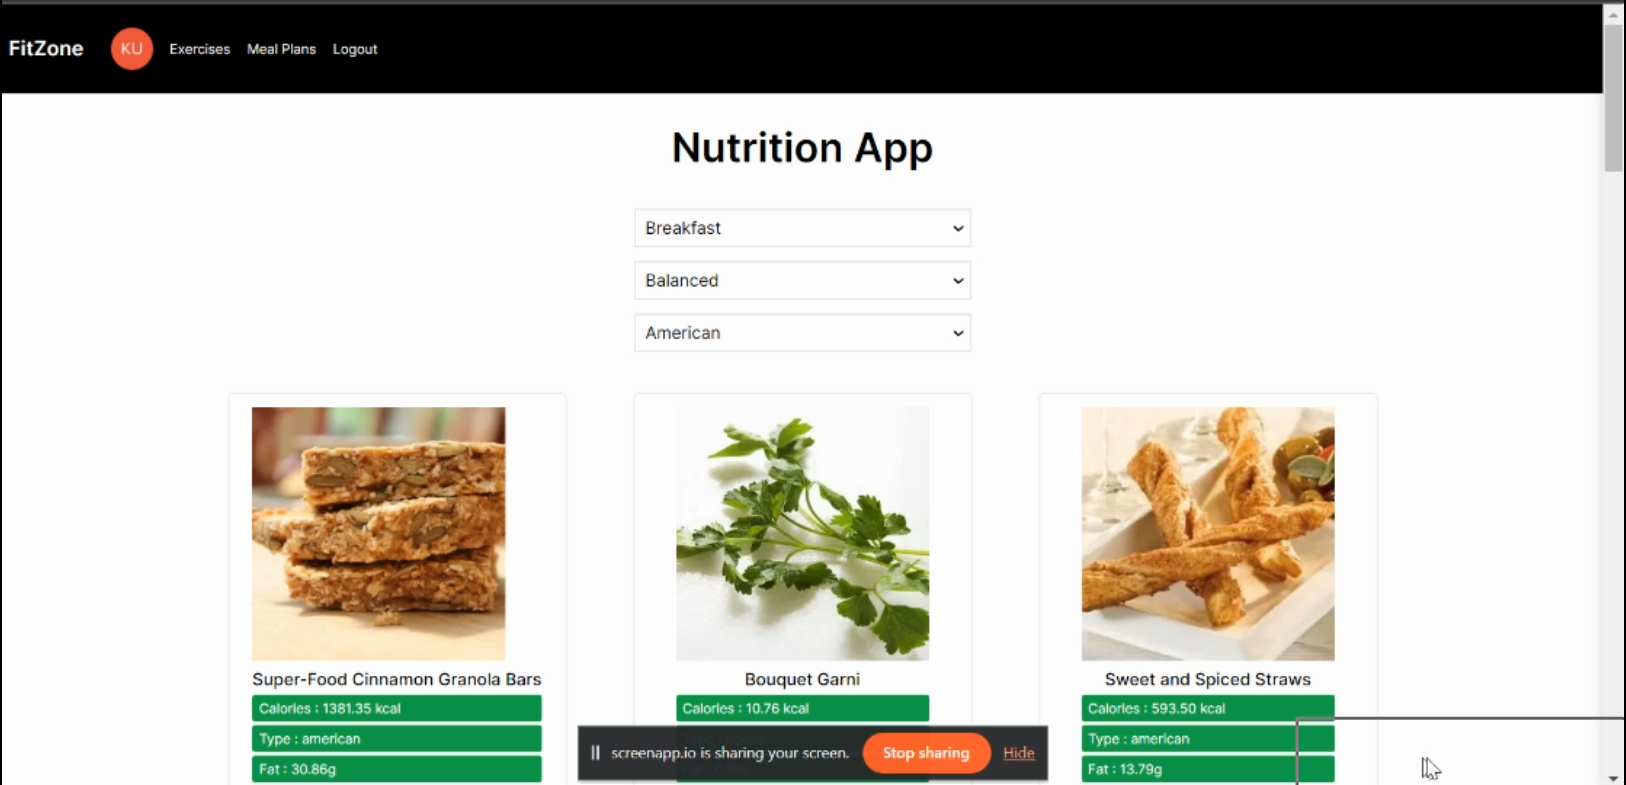 FitZone KU Exercises Meal Plans Logout
Nutrition App
Breakfast
Balanced
American
Super-Food Cinnamon Granola Bars
Calories : 1381.35 kcal
Type : american
Fat : 30.86g
Bouquet Garni
Calories : 10.76 kcal
Sweet and Spiced Straws
Calories : 593.50 kcal
Type : american
Fat : 13.79g
screenapp.io is sharing your screen. Stop sharing Hide